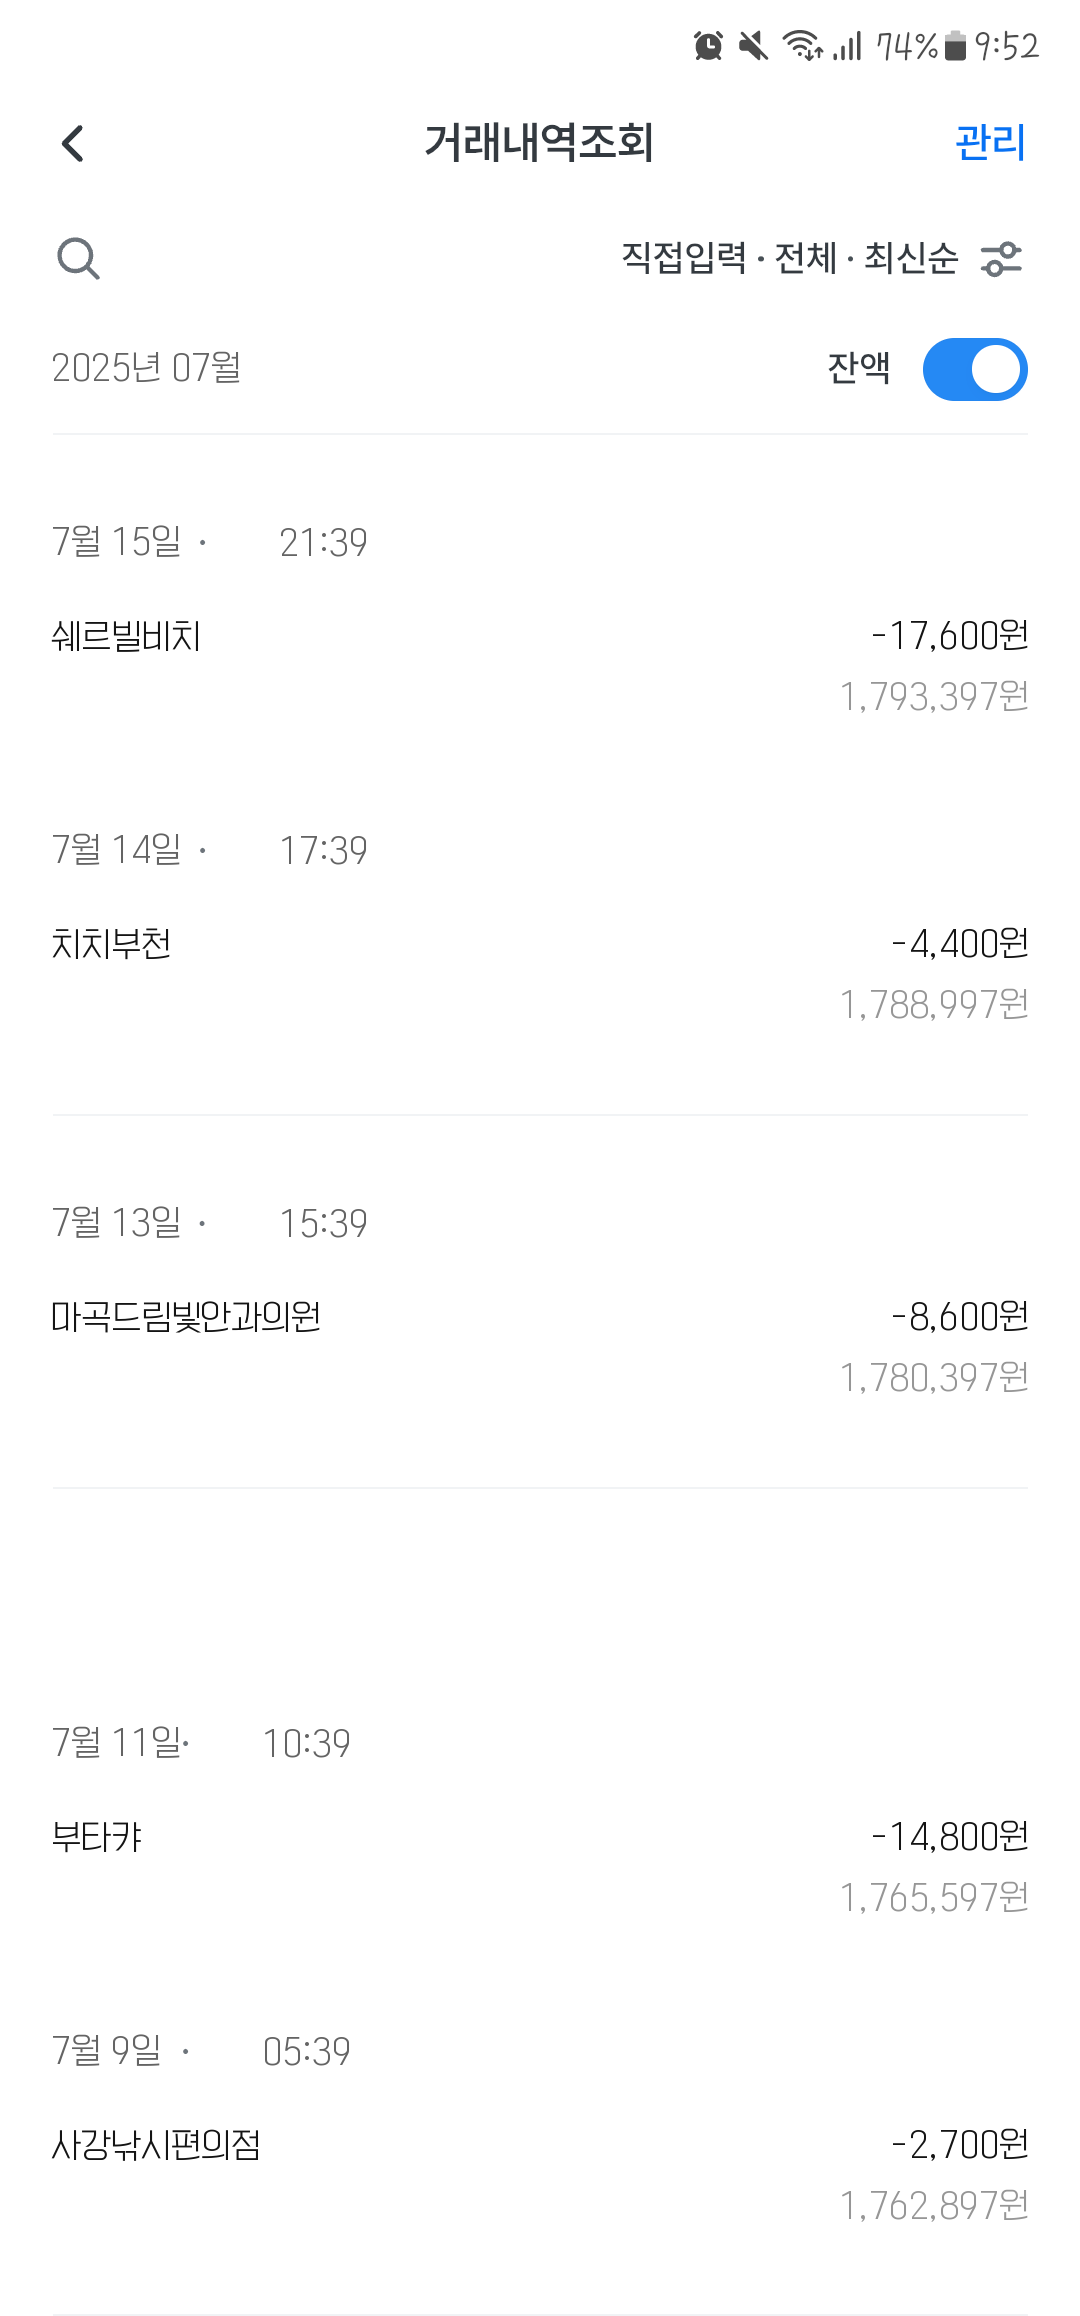 74% 9:52
거래내역조회 관리
직접입력 · 전체 · 최신순
2025년 07월 잔액
7월 15일 · 21:39
쉐르빌비치 -17,600원
1,793,397원
7월 14일 · 17:39
치치부천 -4,400원
1,788,997원
7월 13일 · 15:39
마곡드림빛안과의원 -8,600원
1,780,397원
7월 11일· 10:39
부타캬 -14,800원
1,765,597원
7월 9일 · 05:39
사강낚시편의점 -2,700원
1,762,897원